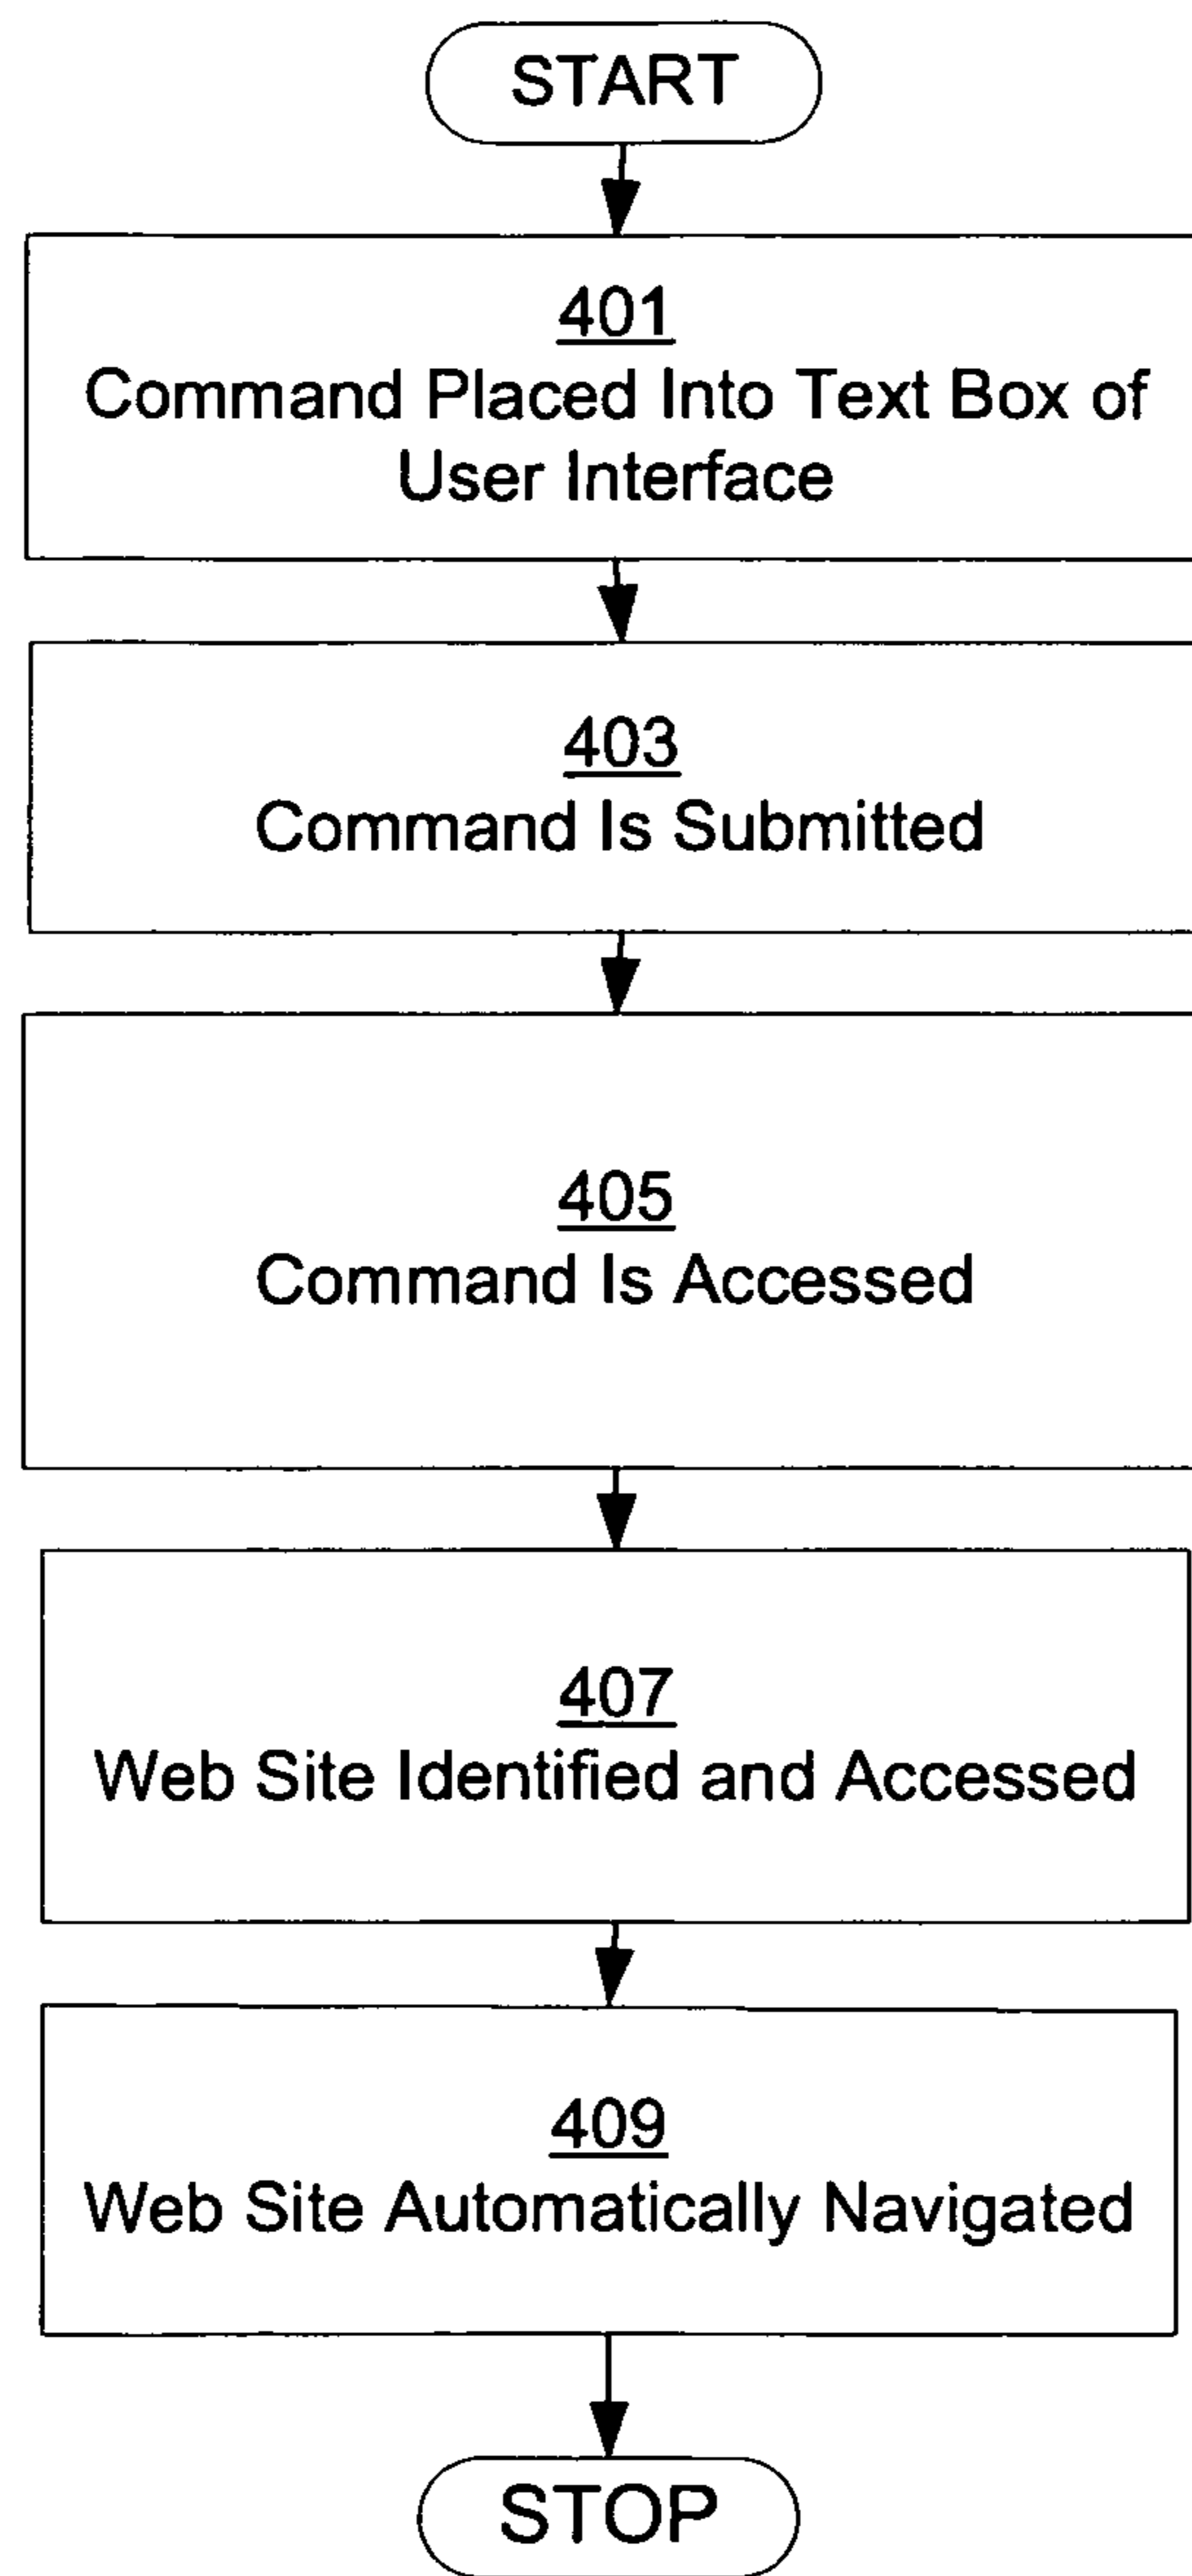 START
401
Command Placed Into Text Box of
User Interface
403
Command Is Submitted
405
Command Is Accessed
407
Web Site Identified and Accessed
409
Web Site Automatically Navigated
STOP